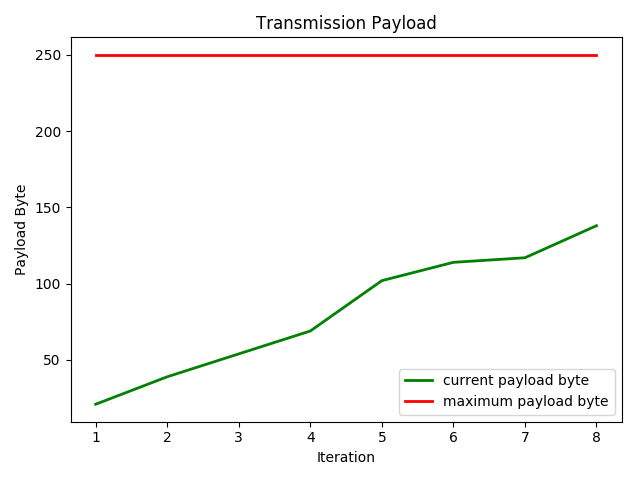 Transmission Payload
Payload Byte
250
200
150
100
50
current payload byte
maximum payload byte
1 2 3 4 5 6 7 8
Iteration